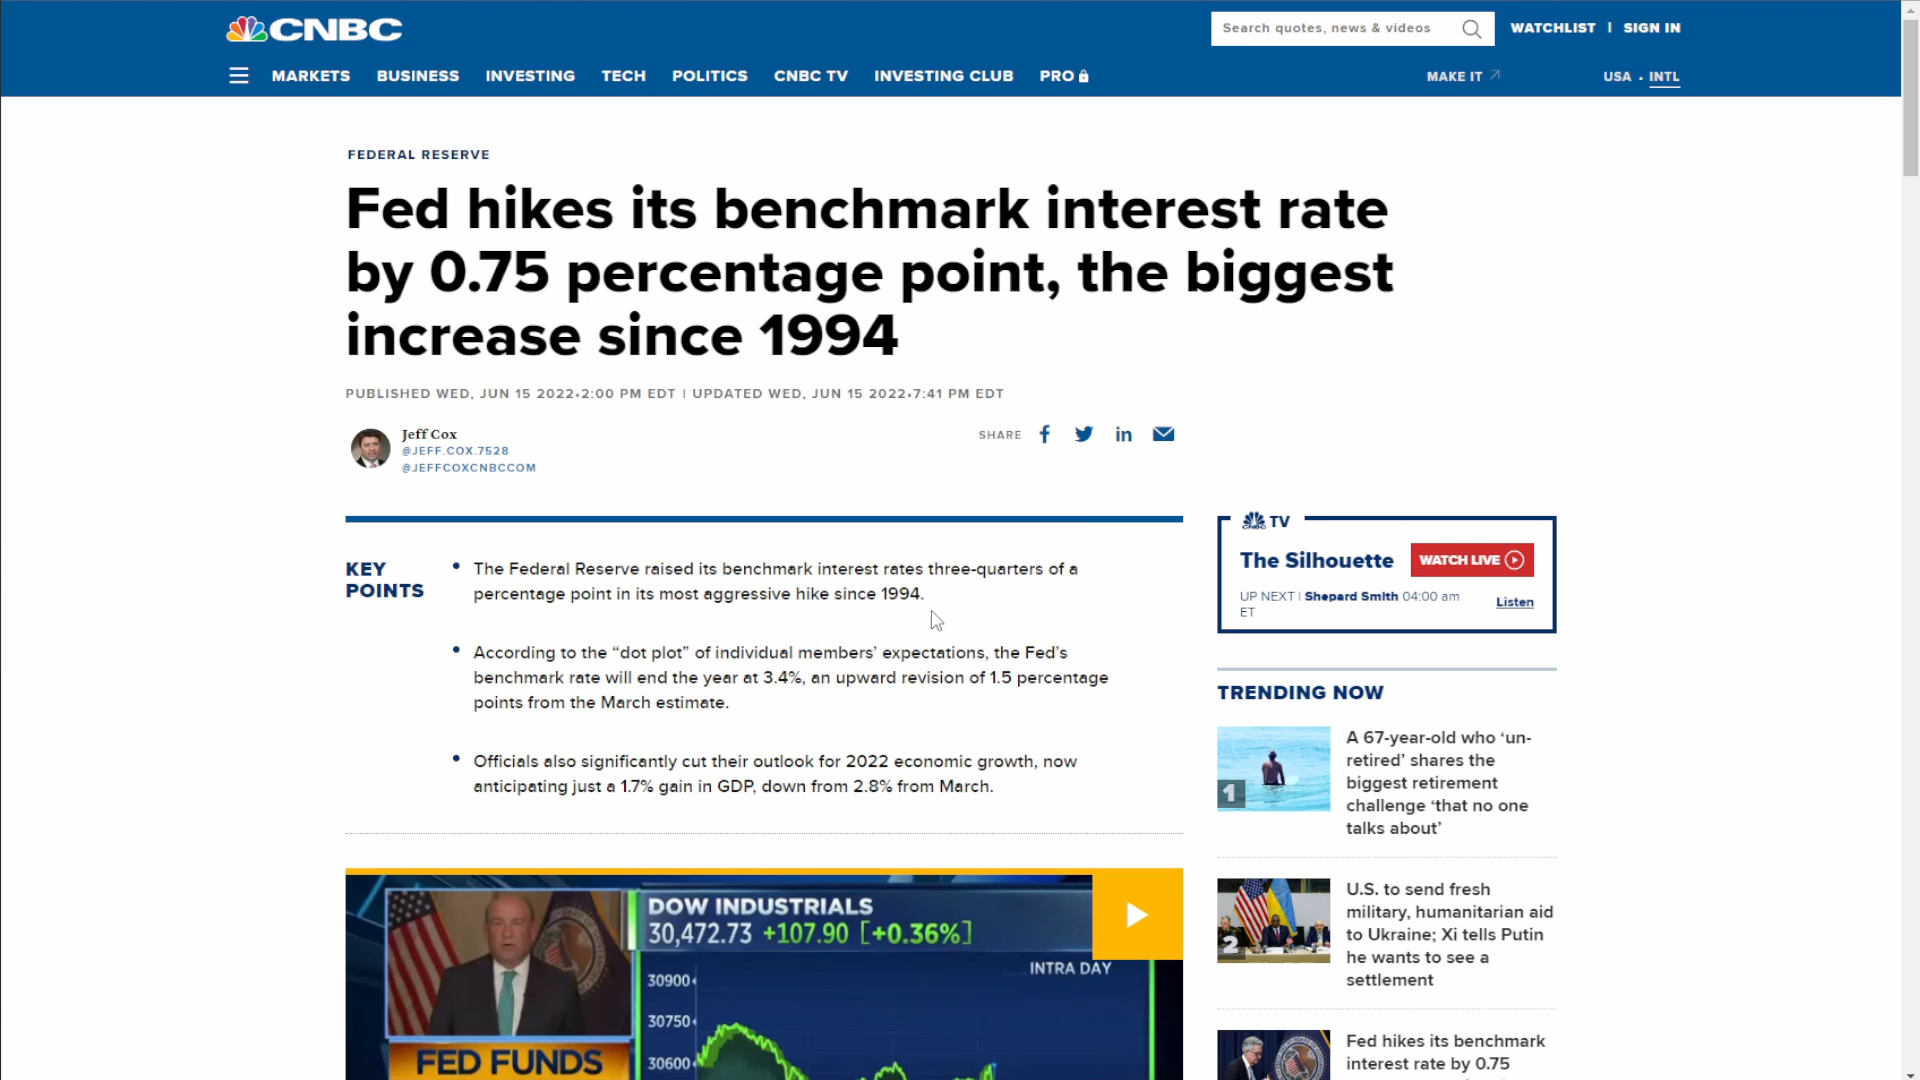 CNBC
Search quotes, news & videos
WATCHLIST | SIGN IN
MARKETS BUSINESS INVESTING TECH POLITICS CNBC TV INVESTING CLUB PRO
MAKE IT
USA • INTL
FEDERAL RESERVE
Fed hikes its benchmark interest rate
by 0.75 percentage point, the biggest
increase since 1994
PUBLISHED WED, JUN 15 2022•2:00 PM EDT | UPDATED WED, JUN 15 2022•7:41 PM EDT
Jeff Cox
@JEFF.COX.7528
@JEFFCOXCNBCCOM
SHARE
KEY
POINTS
• The Federal Reserve raised its benchmark interest rates three-quarters of a
percentage point in its most aggressive hike since 1994.
• According to the “dot plot” of individual members’ expectations, the Fed’s
benchmark rate will end the year at 3.4%, an upward revision of 1.5 percentage
points from the March estimate.
• Officials also significantly cut their outlook for 2022 economic growth, now
anticipating just a 1.7% gain in GDP, down from 2.8% from March.
DOW INDUSTRIALS
30,472.73 +107.90 [+0.36%]
INTRA DAY
30900
30750
30600
FED FUNDS
CNBC TV
The Silhouette
WATCH LIVE
UP NEXT | Shepard Smith 04:00 am
ET
Listen
TRENDING NOW
1
A 67-year-old who ‘un-
retired’ shares the
biggest retirement
challenge ‘that no one
talks about’
2
U.S. to send fresh
military, humanitarian aid
to Ukraine; Xi tells Putin
he wants to see a
settlement
Fed hikes its benchmark
interest rate by 0.75